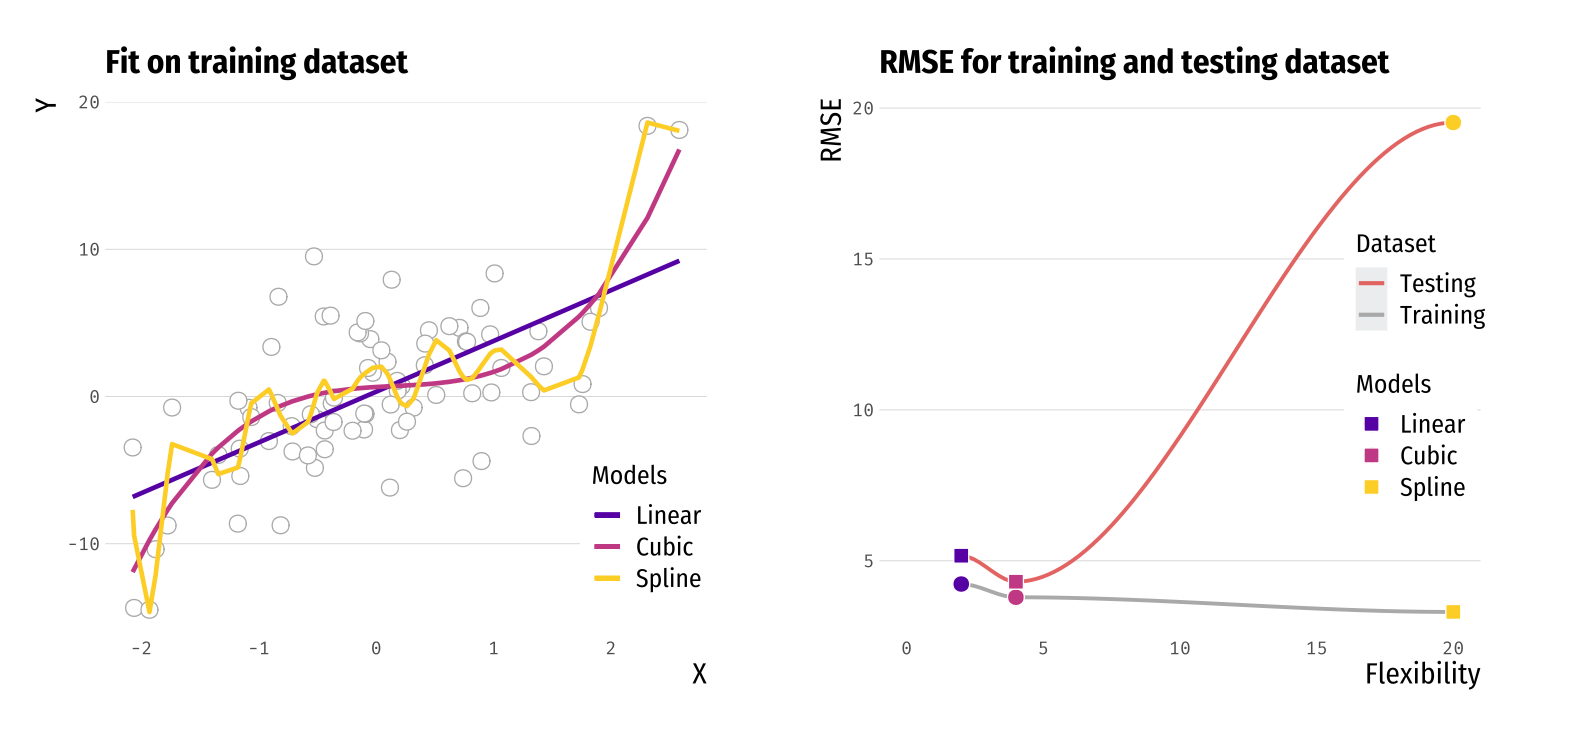 Fit on training dataset
Y
20
10
0
-10
-2 -1 0 1 2
X
Models
Linear
Cubic
Spline
RMSE for training and testing dataset
RMSE
20
15
10
5
0 5 10 15 20
Flexibility
Dataset
Testing
Training
Models
Linear
Cubic
Spline